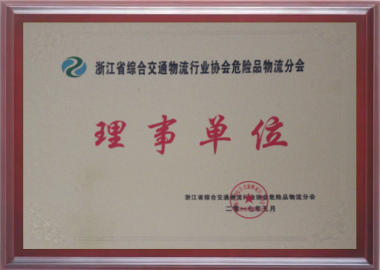 浙江省综合交通物流行业协会危险品物流分会
理事单位
浙江省综合交通物流行业协会危险品物流分会
二〇一七年五月